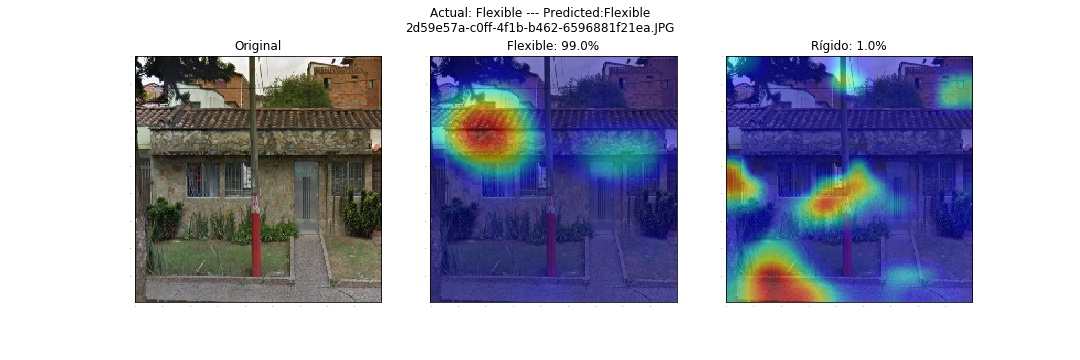 Actual: Flexible --- Predicted:Flexible
2d59e57a-c0ff-4f1b-b462-6596881f21ea.JPG
Original
Flexible: 99.0%
Rígido: 1.0%